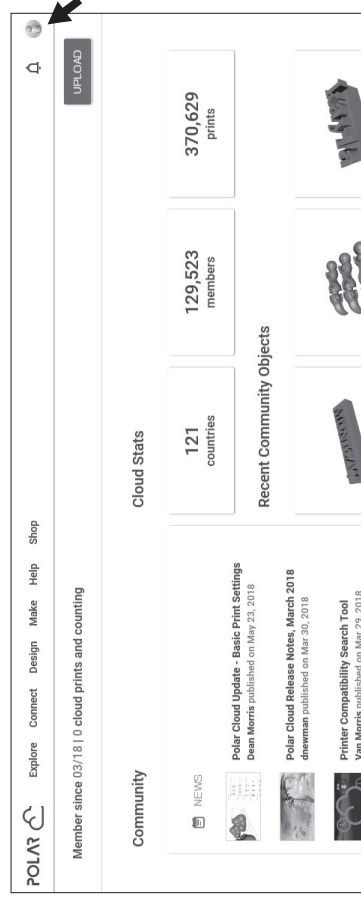 POLAR
Explore Connect Design Make Help Shop
Member since 03/18 | 0 cloud prints and counting
UPLOAD
Community
NEWS
Polar Cloud Update - Basic Print Settings
Dean Morris published on May 23, 2018
Polar Cloud Release Notes, March 2018
dnewman published on Mar 30, 2018
Printer Compatibility Search Tool
Van Morris published on Mar 29, 2018
Cloud Stats
121
countries
129,523
members
370,629
prints
Recent Community Objects